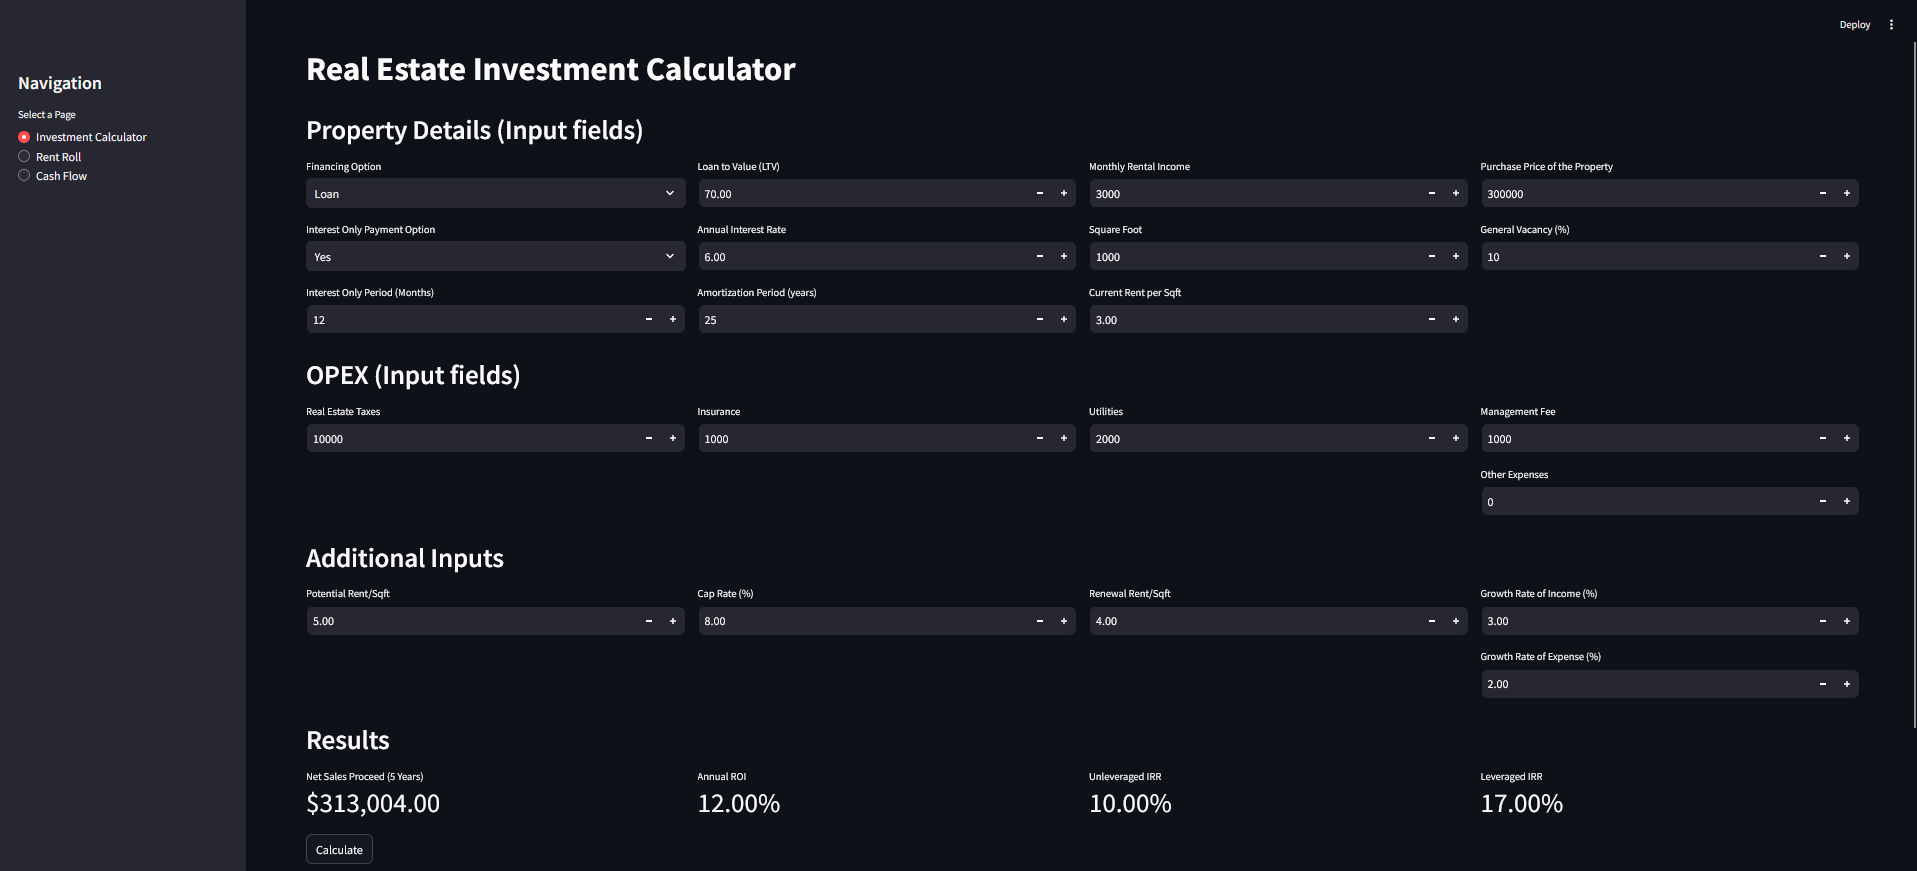 Deploy
Navigation
Select a Page
Investment Calculator
Rent Roll
Cash Flow
Real Estate Investment Calculator
Property Details (Input fields)
Financing Option
Loan
Loan to Value (LTV)
70.00
Monthly Rental Income
3000
Purchase Price of the Property
300000
Interest Only Payment Option
Yes
Annual Interest Rate
6.00
Square Foot
1000
General Vacancy (%)
10
Interest Only Period (Months)
12
Amortization Period (years)
25
Current Rent per Sqft
3.00
OPEX (Input fields)
Real Estate Taxes
10000
Insurance
1000
Utilities
2000
Management Fee
1000
Other Expenses
0
Additional Inputs
Potential Rent/Sqft
5.00
Cap Rate (%)
8.00
Renewal Rent/Sqft
4.00
Growth Rate of Income (%)
3.00
Growth Rate of Expense (%)
2.00
Results
Net Sales Proceed (5 Years)
$313,004.00
Annual ROI
12.00%
Unleveraged IRR
10.00%
Leveraged IRR
17.00%
Calculate